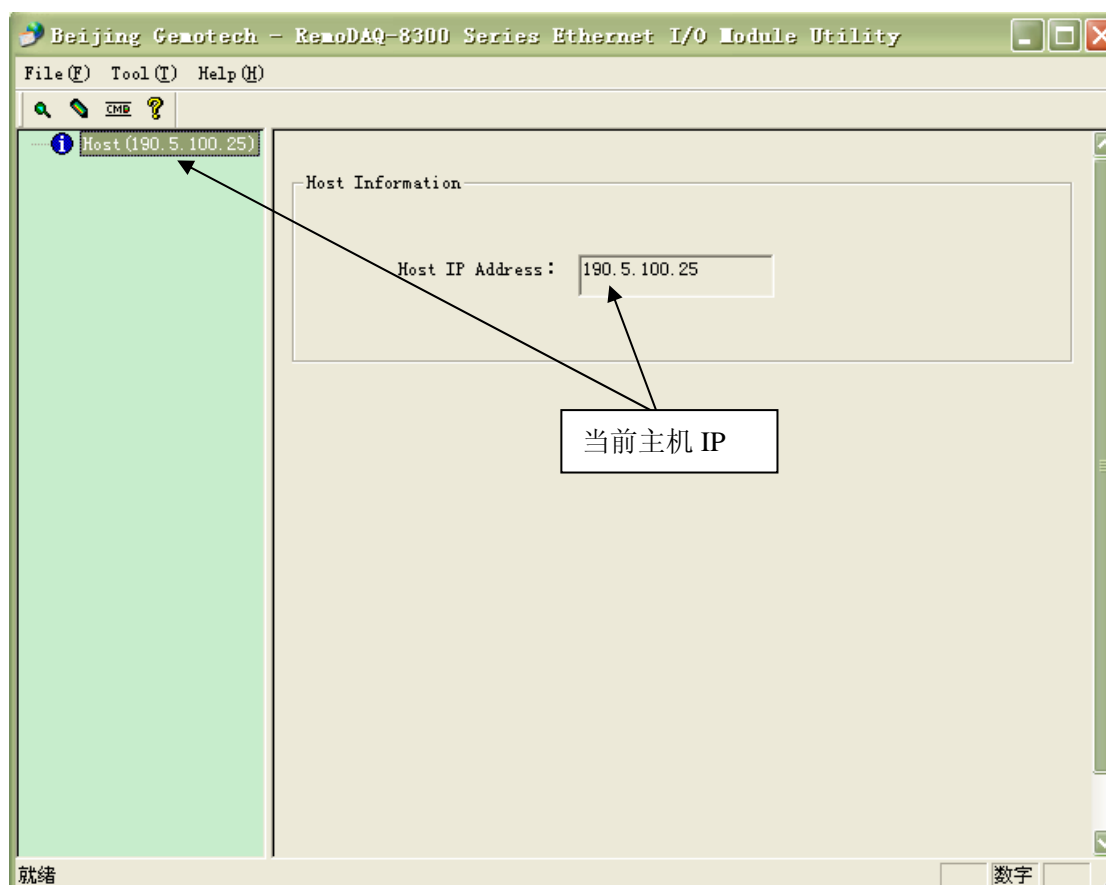 Beijing Gemotech - RemoDAQ-8300 Series Ethernet I/O Module Utility
File(F) Tool(T) Help(H)
CMD
Host(190.5.100.25)
Host Information
Host IP Address: 190.5.100.25
当前主机 IP
就绪
数字